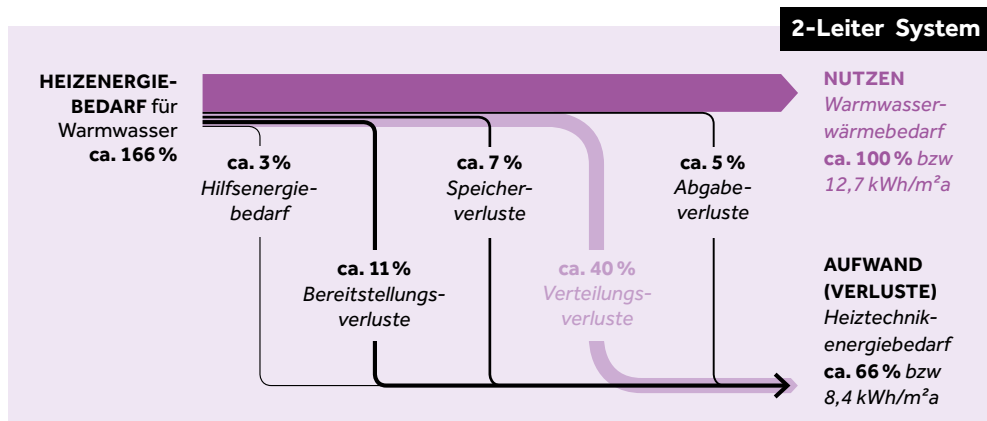 2-Leiter System
HEIZENERGIE-
BEDARF für
Warmwasser
ca. 166 %
NUTZEN
Warmwasser-
wärmebedarf
ca. 100 % bzw
12,7 kWh/m²a
ca. 3 %
Hilfsenergie-
bedarf
ca. 7 %
Speicher-
verluste
ca. 5 %
Abgabe-
verluste
ca. 11 %
Bereitstellungs-
verluste
ca. 40 %
Verteilungs-
verluste
AUFWAND
(VERLUSTE)
Heiztechnik-
energiebedarf
ca. 66 % bzw
8,4 kWh/m²a